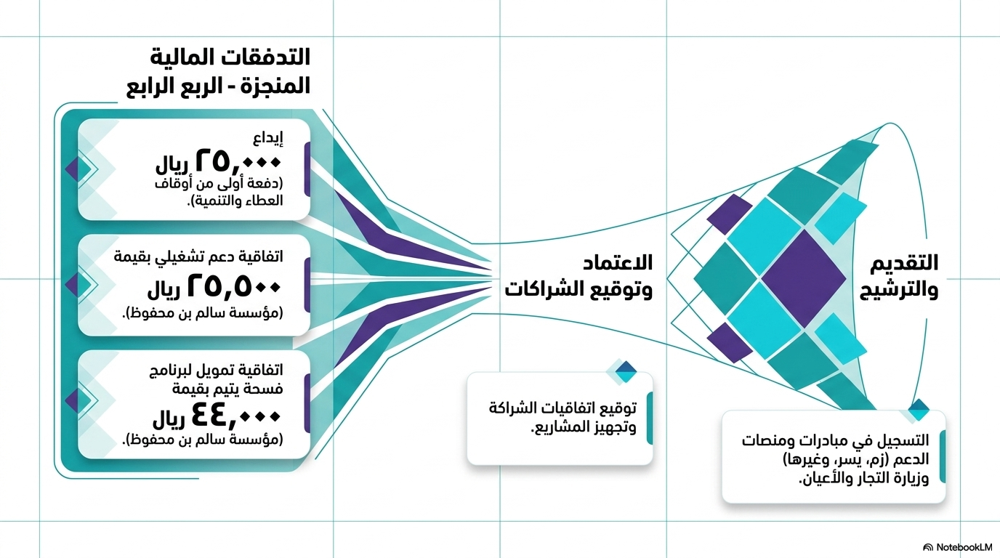 التدفقات المالية
المنجزة - الربع الرابع
إيداع
٢٥,٠٠٠ ريال
(دفعة أولى من أوقاف
العطاء والتنمية).
اتفاقية دعم تشغيلي بقيمة
٢٥,٥٠٠ ريال
(مؤسسة سالم بن محفوظ).
اتفاقية تمويل لبرنامج
فسحة يتيم بقيمة
٤٤,٠٠٠ ريال
(مؤسسة سالم بن محفوظ).
الاعتماد
وتوقيع الشراكات
توقيع اتفاقيات الشراكة
وتجهيز المشاريع.
التقديم
والترشيح
التسجيل في مبادرات ومنصات
الدعم (زم، يسر، وغيرها)
وزيارة التجار والأعيان.
NotebookLM